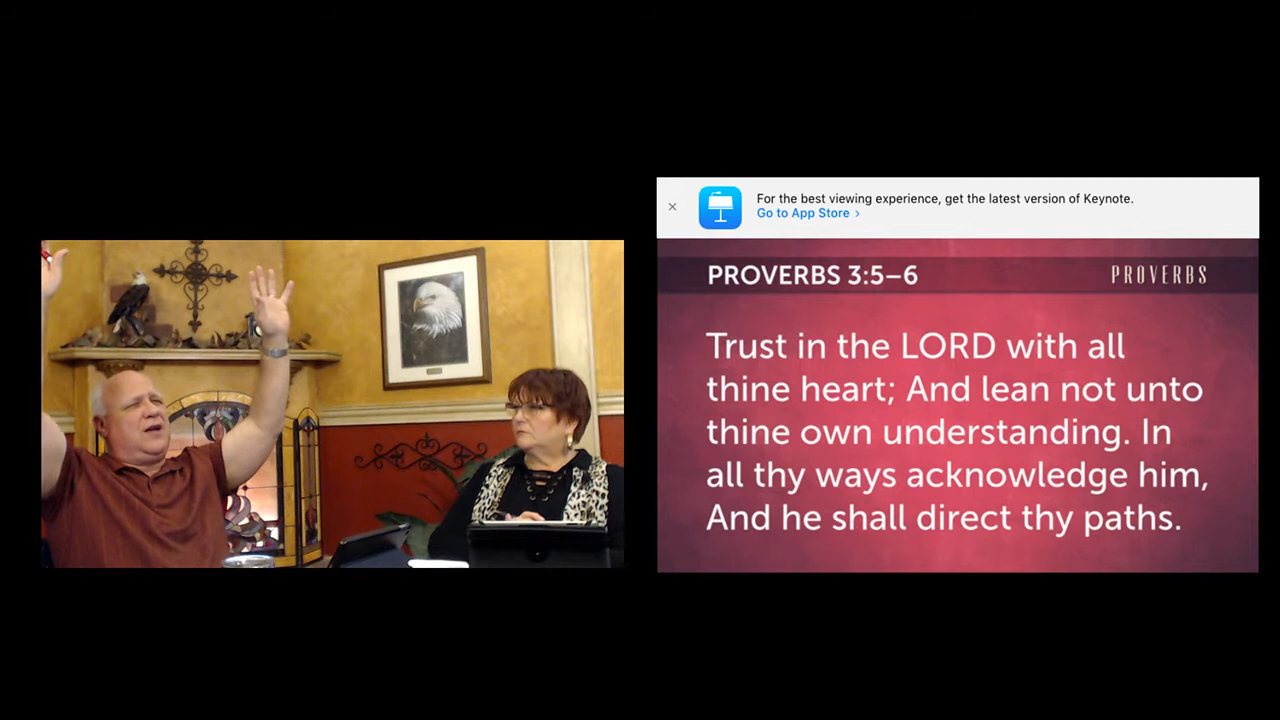 For the best viewing experience, get the latest version of Keynote.
Go to App Store >
PROVERBS 3:5–6
PROVERBS
Trust in the LORD with all
thine heart; And lean not unto
thine own understanding. In
all thy ways acknowledge him,
And he shall direct thy paths.